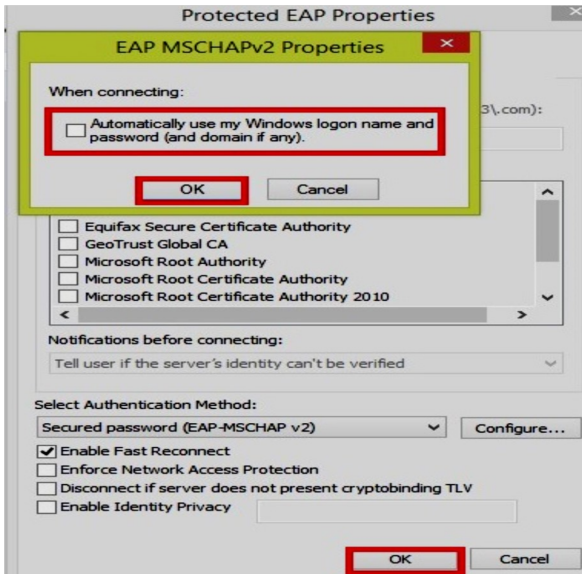 Protected EAP Properties
EAP MSCHAPv2 Properties
When connecting:
3\.com):
Automatically use my Windows logon name and
password (and domain if any).
OK
Cancel
Equifax Secure Certificate Authority
GeoTrust Global CA
Microsoft Root Authority
Microsoft Root Certificate Authority
Microsoft Root Certificate Authority 2010
Notifications before connecting:
Tell user if the server's identity can't be verified
Select Authentication Method:
Secured password (EAP-MSCHAP v2)
Configure...
Enable Fast Reconnect
Enforce Network Access Protection
Disconnect if server does not present cryptobinding TLV
Enable Identity Privacy
OK
Cancel